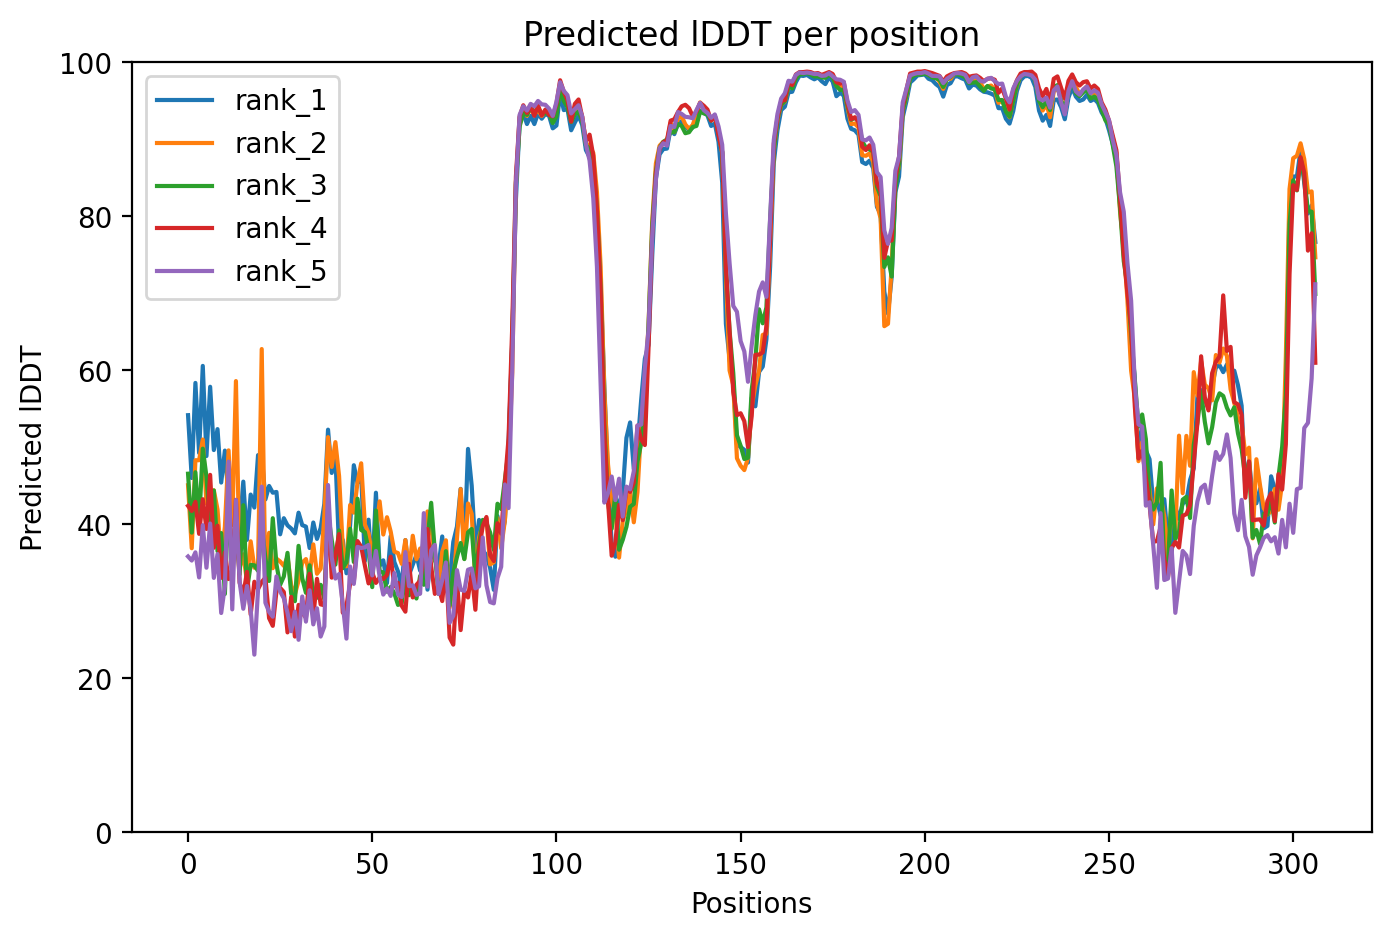 Predicted lDDT per position
rank_1
rank_2
rank_3
rank_4
rank_5
Predicted lDDT
100
80
60
40
20
0
0 50 100 150 200 250 300
Positions